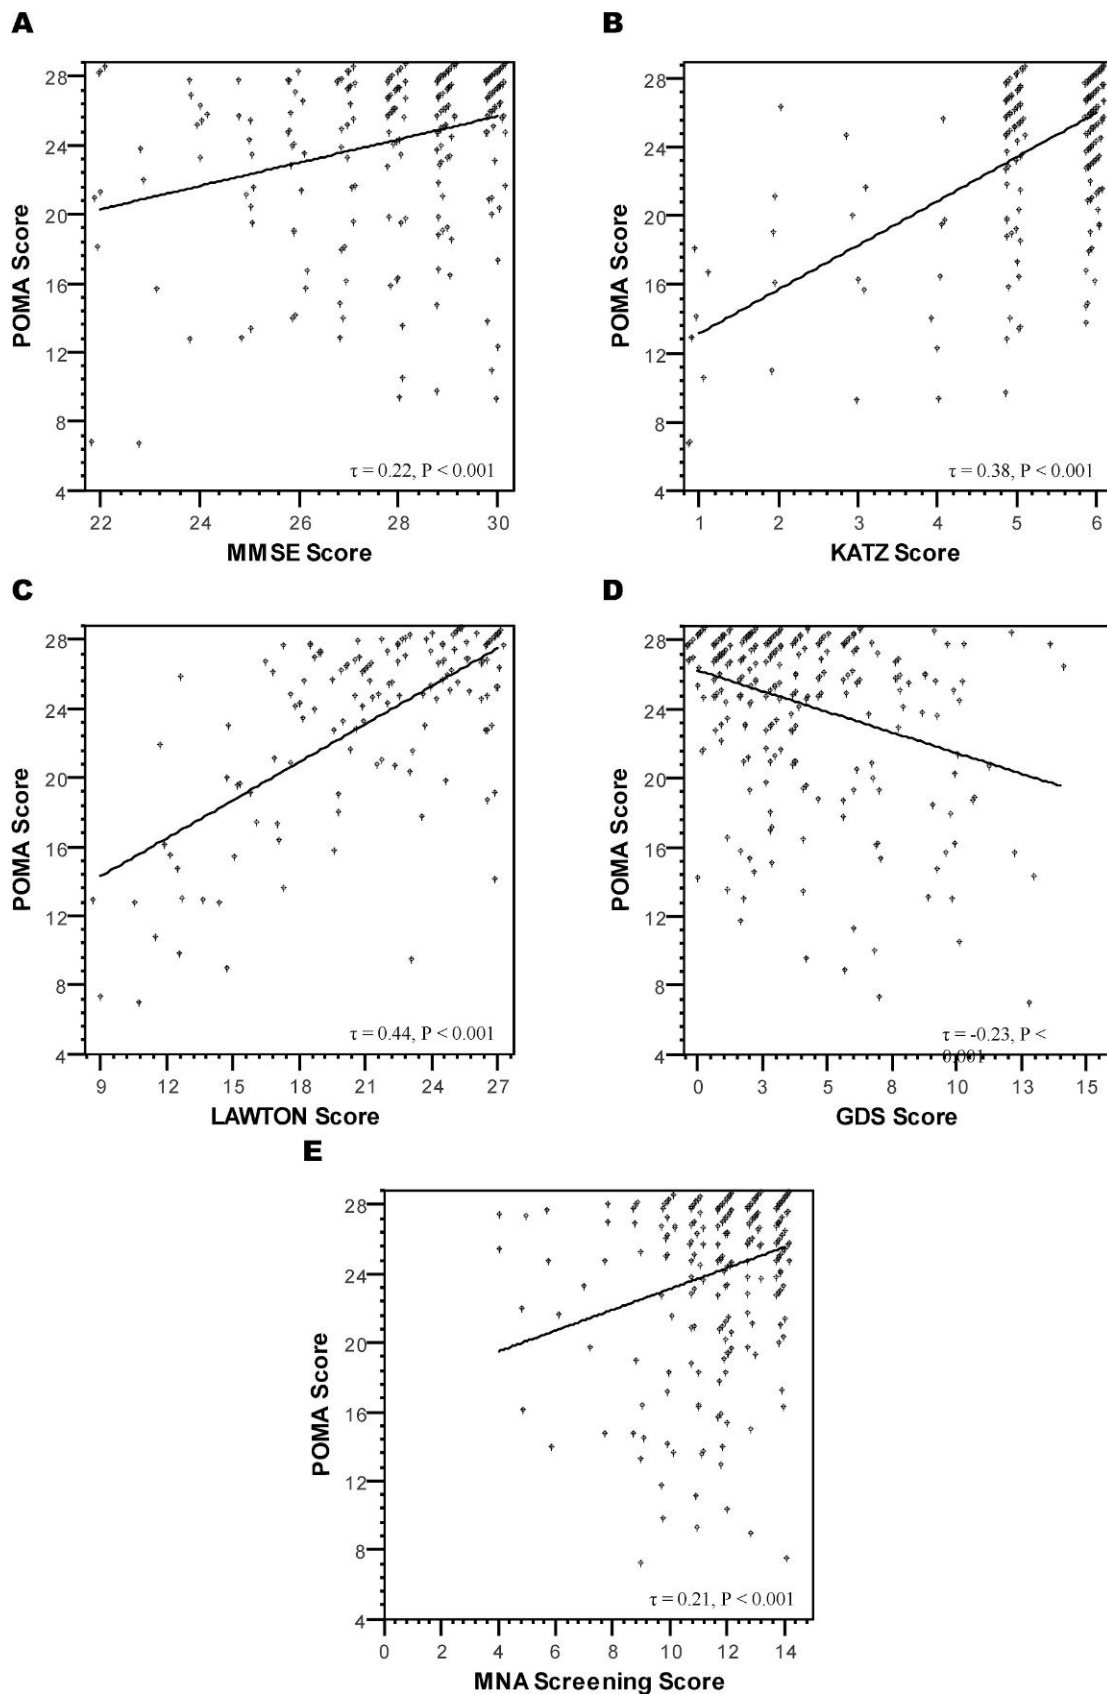 A
B
28
24
20
16
12
8
4
POMA Score
τ = 0.22, P < 0.001
22 24 26 28 30
MMSE Score
28
24
20
16
12
8
4
POMA Score
τ = 0.38, P < 0.001
1 2 3 4 5 6
KATZ Score
C
D
28
24
20
16
12
8
4
POMA Score
τ = 0.44, P < 0.001
9 12 15 18 21 24 27
LAWTON Score
28
24
20
16
12
8
4
POMA Score
τ = -0.23, P <
0.001
0 3 5 8 10 13 15
GDS Score
E
28
24
20
16
12
8
4
POMA Score
τ = 0.21, P < 0.001
0 2 4 6 8 10 12 14
MNA Screening Score